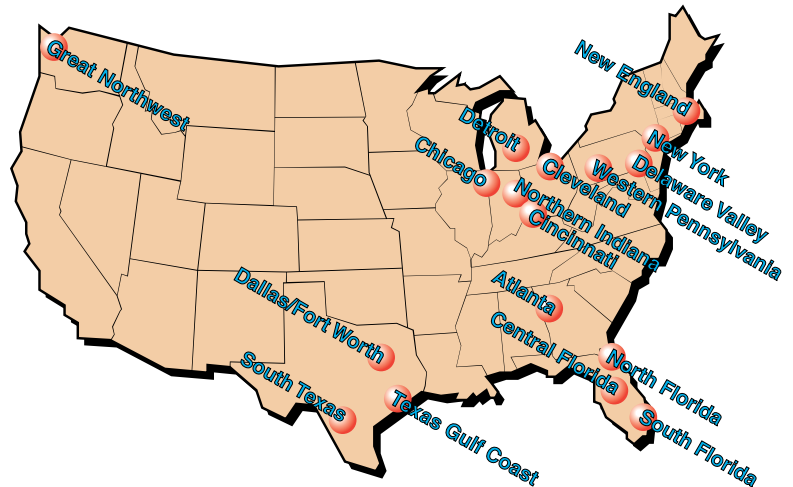 Great Northwest
New England
Detroit
New York
Chicago
Cleveland
Delaware Valley
Western Pennsylvania
Northern Indiana
Cincinnati
Atlanta
Dallas/Fort Worth
Central Florida
North Florida
South Texas
Texas Gulf Coast
South Florida